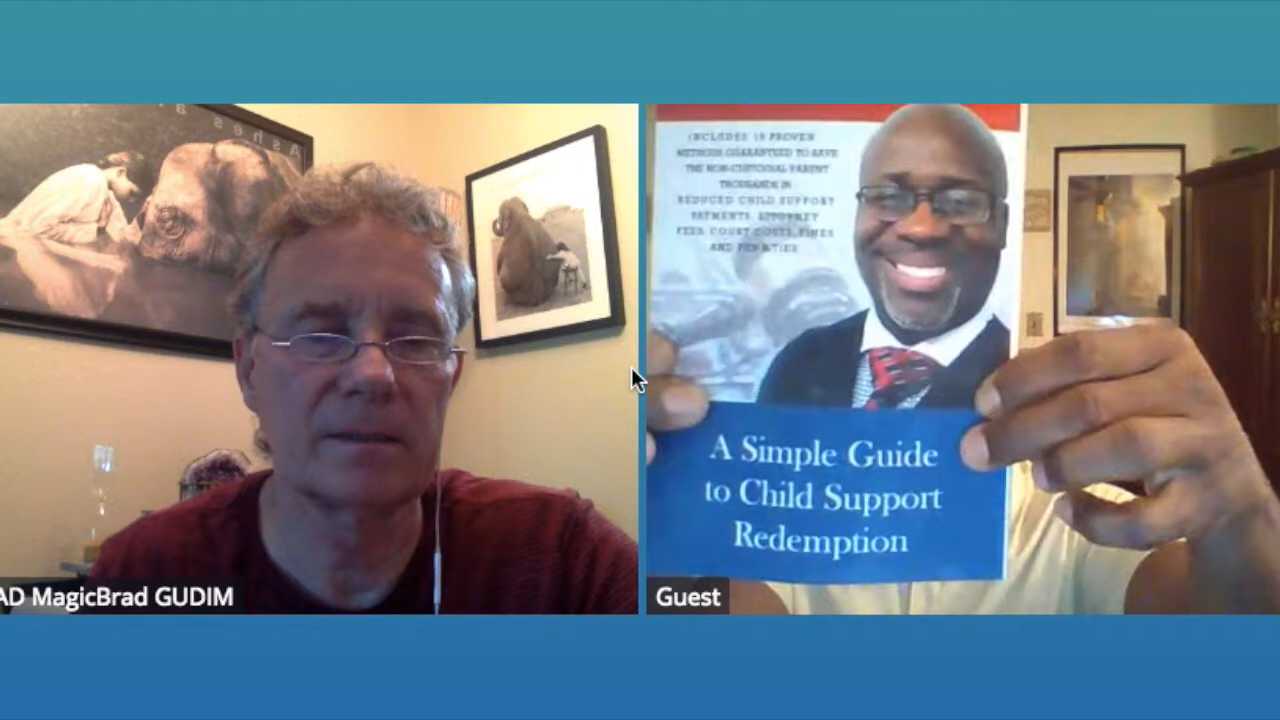 Ashes a
INCLUDES 10 PROVEN
METHODS GUARANTEED TO SAVE
THE NON-CUSTODIAL PARENT
THOUSANDS IN
REDUCED CHILD SUPPORT
PAYMENTS, ATTORNEY
FEES, COURT COSTS, FINES
AND PENALTIES
A Simple Guide
to Child Support
Redemption
AD MagicBrad GUDIM
Guest